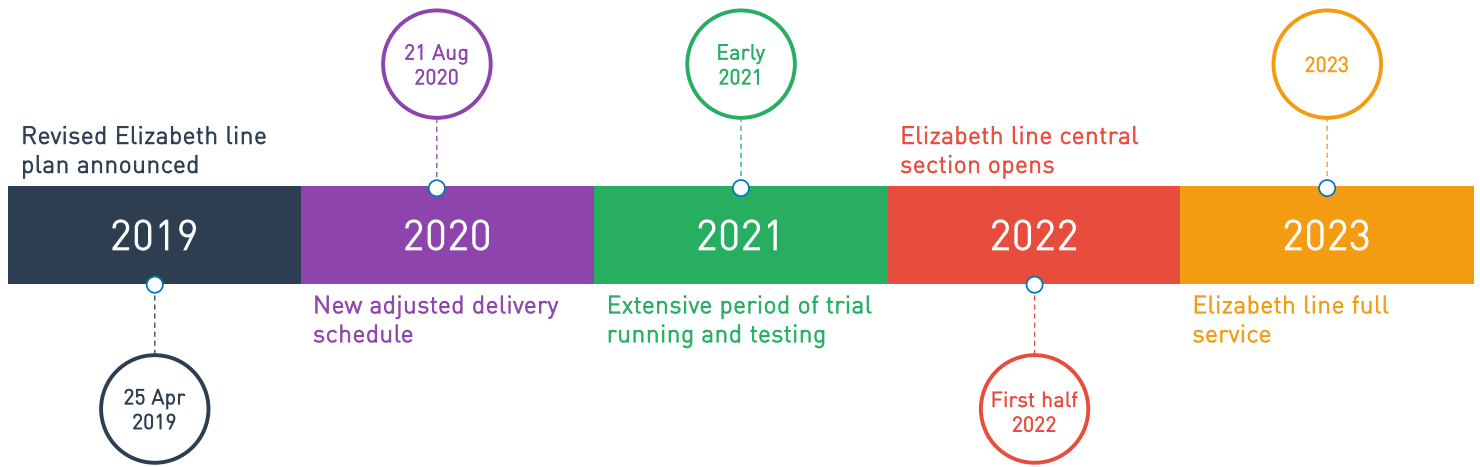 Revised Elizabeth line
plan announced
2019
25 Apr
2019
21 Aug
2020
2020
New adjusted delivery
schedule
Early
2021
2021
Extensive period of trial
running and testing
Elizabeth line central
section opens
2022
First half
2022
2023
2023
Elizabeth line full
service